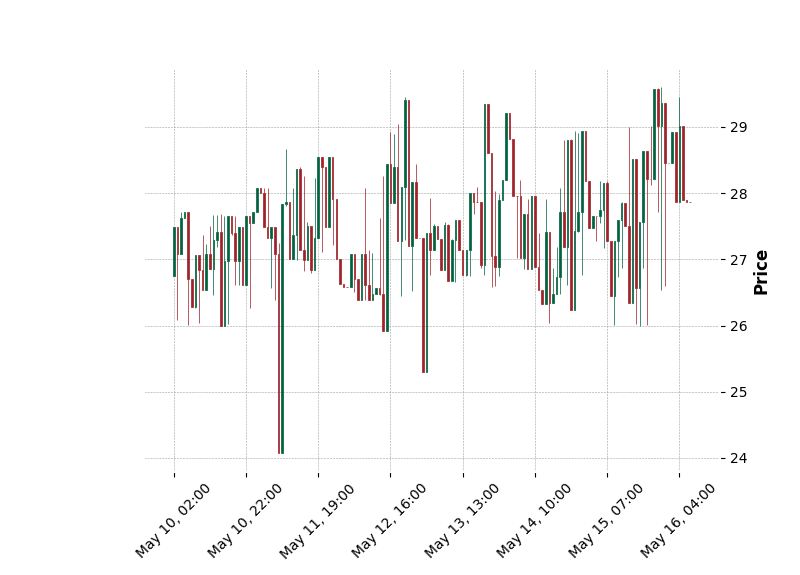 29
28
27
26
25
24
Price
May 10, 02:00
May 10, 22:00
May 11, 19:00
May 12, 16:00
May 13, 13:00
May 14, 10:00
May 15, 07:00
May 16, 04:00